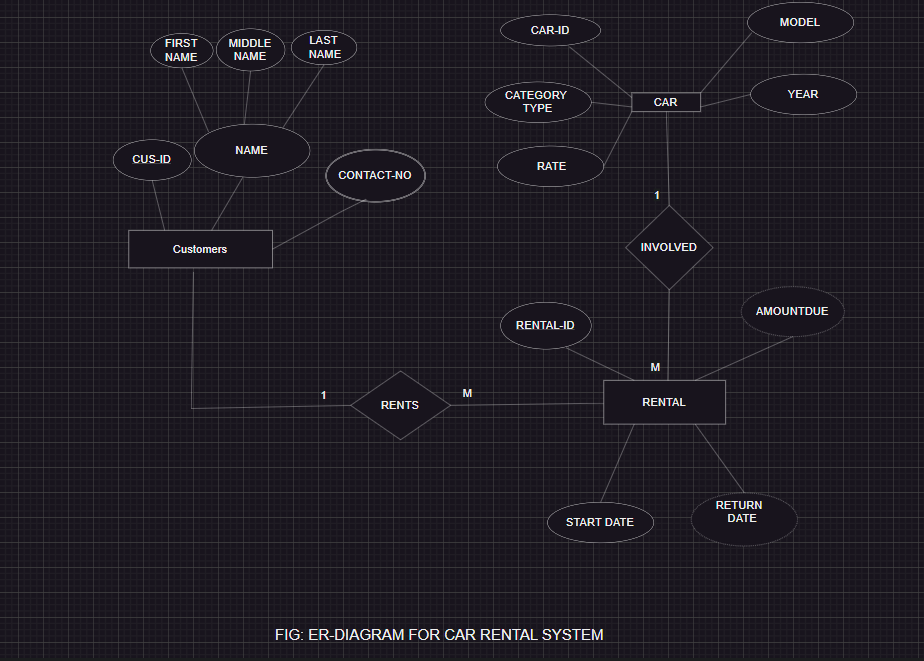 FIRST
NAME
MIDDLE
NAME
LAST
NAME
CUS-ID
NAME
CONTACT-NO
Customers
CAR-ID
MODEL
CATEGORY
TYPE
CAR
YEAR
RATE
1
INVOLVED
RENTAL-ID
AMOUNTDUE
M
1
RENTS
M
RENTAL
START DATE
RETURN
DATE
FIG: ER-DIAGRAM FOR CAR RENTAL SYSTEM